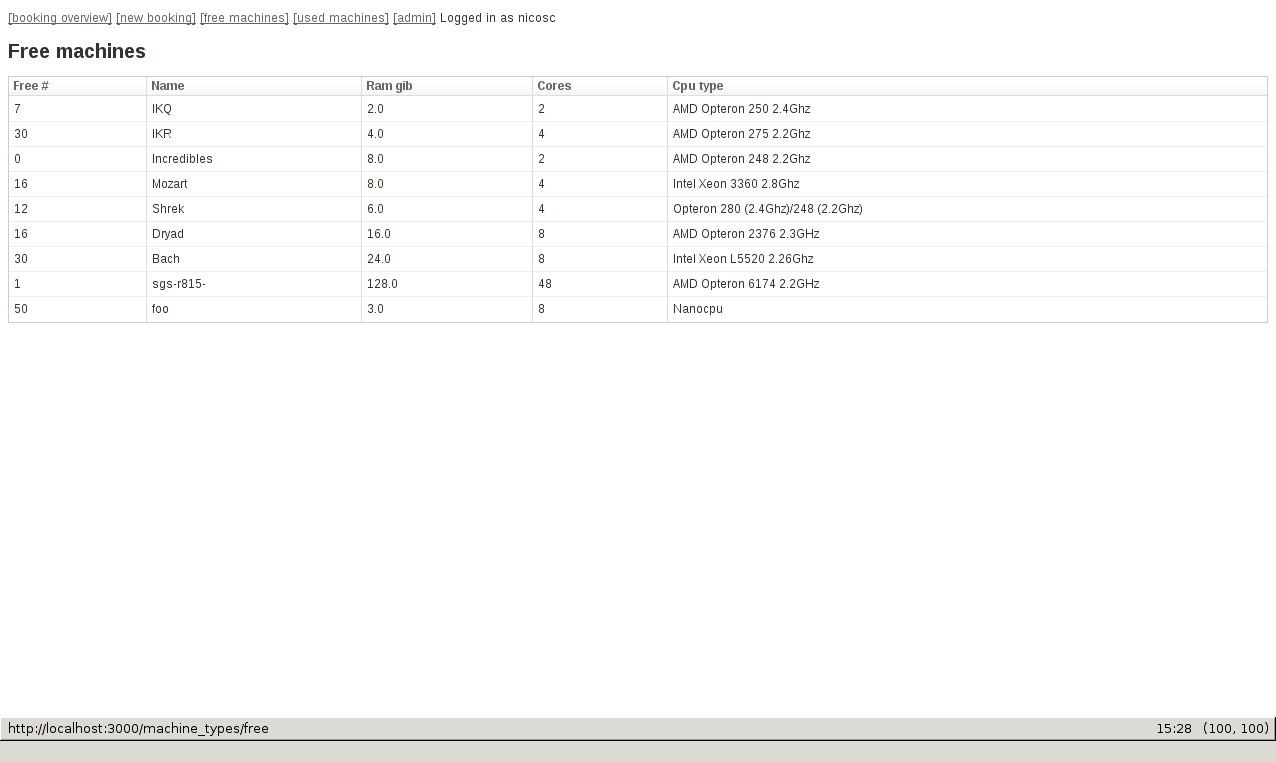 [booking overview] [new booking] [free machines] [used machines] [admin] Logged in as nicosc
Free machines
Free # Name Ram gib Cores Cpu type
7 IKQ 2.0 2 AMD Opteron 250 2.4Ghz
30 IKR 4.0 4 AMD Opteron 275 2.2Ghz
0 Incredibles 8.0 2 AMD Opteron 248 2.2Ghz
16 Mozart 8.0 4 Intel Xeon 3360 2.8Ghz
12 Shrek 6.0 4 Opteron 280 (2.4Ghz)/248 (2.2Ghz)
16 Dryad 16.0 8 AMD Opteron 2376 2.3GHz
30 Bach 24.0 8 Intel Xeon L5520 2.26Ghz
1 sgs-r815- 128.0 48 AMD Opteron 6174 2.2GHz
50 foo 3.0 8 Nanocpu
http://localhost:3000/machine_types/free 15:28 (100, 100)